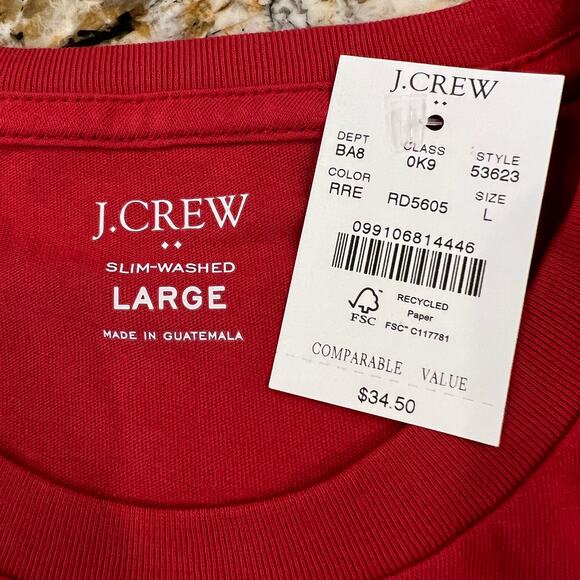 J.CREW
SLIM-WASHED
LARGE
MADE IN GUATEMALA
J.CREW
DEPT CLASS STYLE
BA8 0K9 53623
COLOR SIZE
RRE RD5605 L
099106814446
RECYCLED
Paper
FSC™ C117781
FSC
COMPARABLE VALUE
$34.50